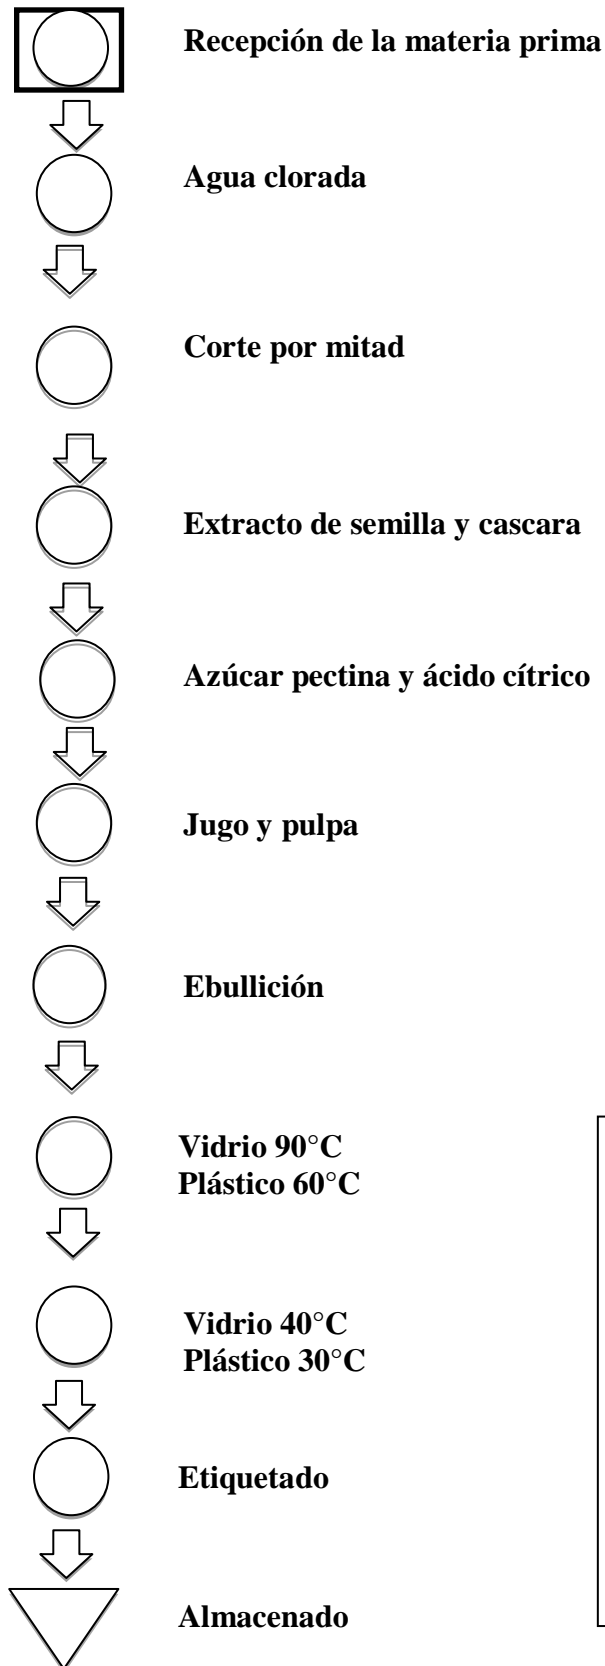 Recepción de la materia prima
Agua clorada
Corte por mitad
Extracto de semilla y cascara
Azúcar pectina y ácido cítrico
Jugo y pulpa
Ebullición
Vidrio 90°C
Plástico 60°C
Vidrio 40°C
Plástico 30°C
Etiquetado
Almacenado